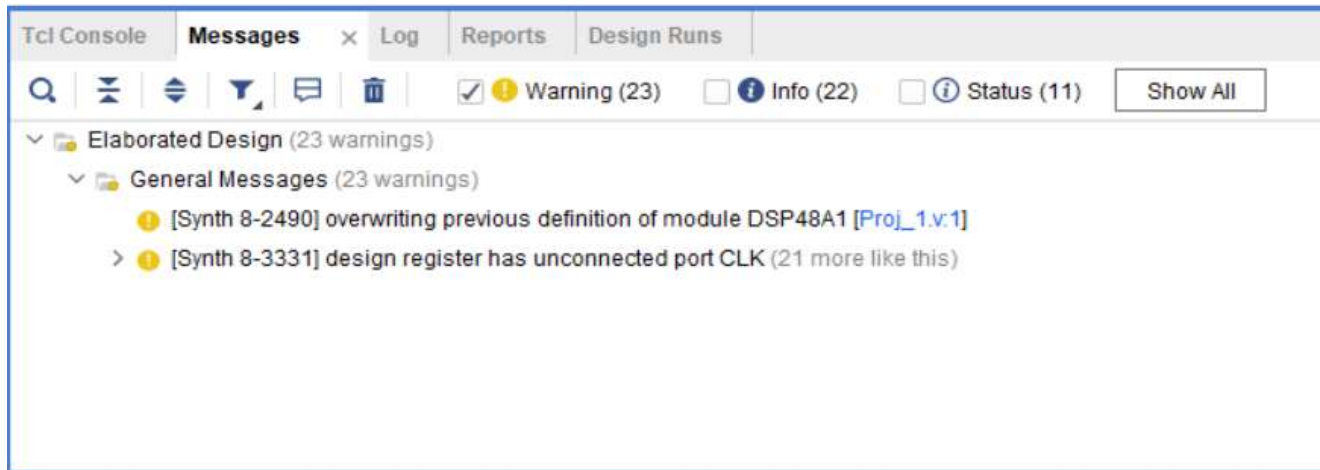 Tcl Console Messages Log Reports Design Runs
Warning (23) Info (22) Status (11) Show All
Elaborated Design (23 warnings)
General Messages (23 warnings)
[Synth 8-2490] overwriting previous definition of module DSP48A1 [Proj_1.v:1]
[Synth 8-3331] design register has unconnected port CLK (21 more like this)